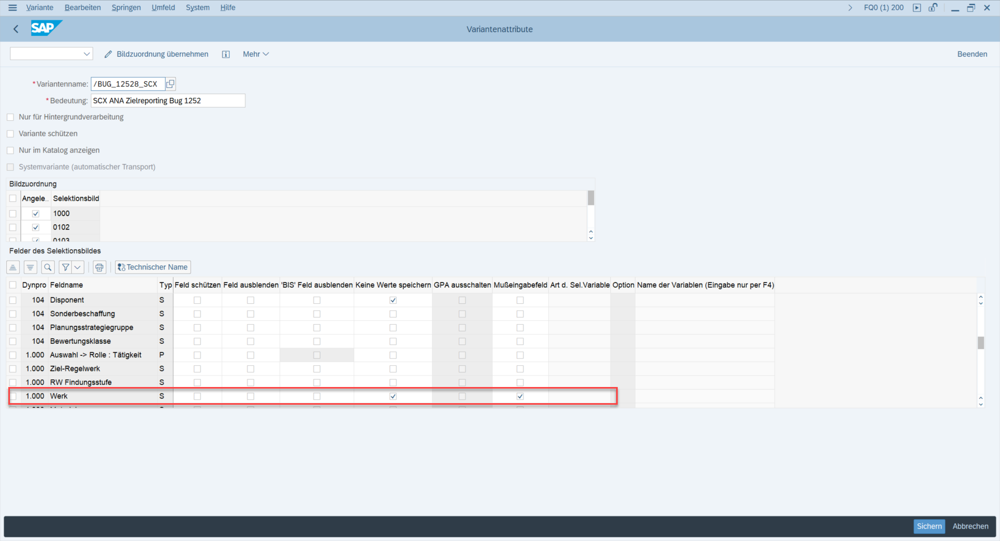 Variante Bearbeiten Springen Umfeld System Hilfe FQ0 (1) 200
SAP Variantenattribute
Bildzuordnung übernehmen Mehr Beenden
*Variantenname: /BUG_12528_SCX
*Bedeutung: SCX ANA Zielreporting Bug 1252
Nur für Hintergrundverarbeitung
Variante schützen
Nur im Katalog anzeigen
Systemvariante (automatischer Transport)
Bildzuordnung
Angele... Selektionsbild
1000
0102
0103
Felder des Selektionsbildes
Technischer Name
Dynpro Feldname Typ Feld schützen Feld ausblenden 'BIS' Feld ausblenden Keine Werte speichern GPA ausschalten Mußeingabefeld Art d. Sel.Variable Option Name der Variablen (Eingabe nur per F4)
104 Disponent S
104 Sonderbeschaffung S
104 Planungsstrategiegruppe S
104 Bewertungsklasse S
1.000 Auswahl -> Rolle : Tätigkeit P
1.000 Ziel-Regelwerk S
1.000 RW Findungsstufe S
1.000 Werk S
Sichern Abbrechen